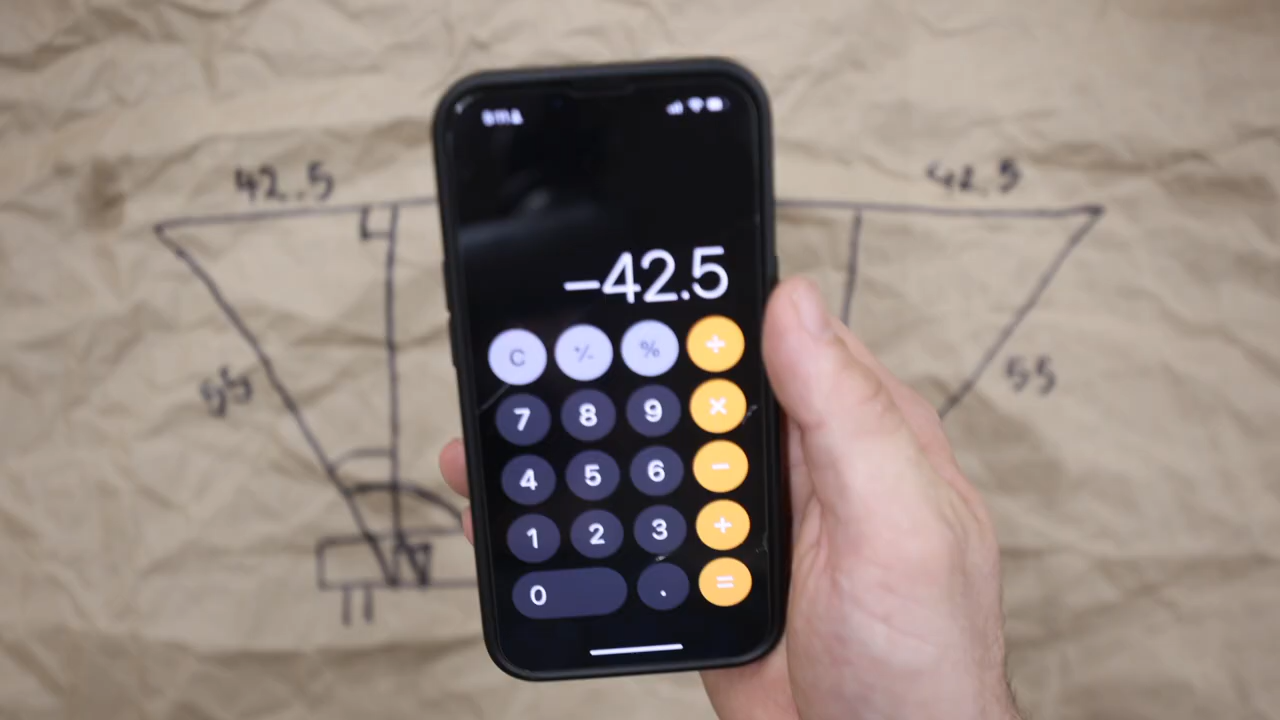 42.5
42.5
-42.5
C % +
7 8 9 ×
55
55
4 5 6 −
1 2 3 +
0 . =